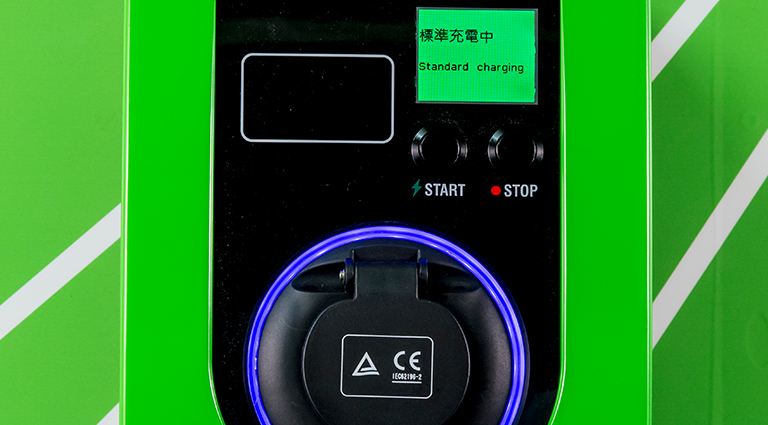 標準充電中
Standard charging
START
STOP
CE
IEC62196-2